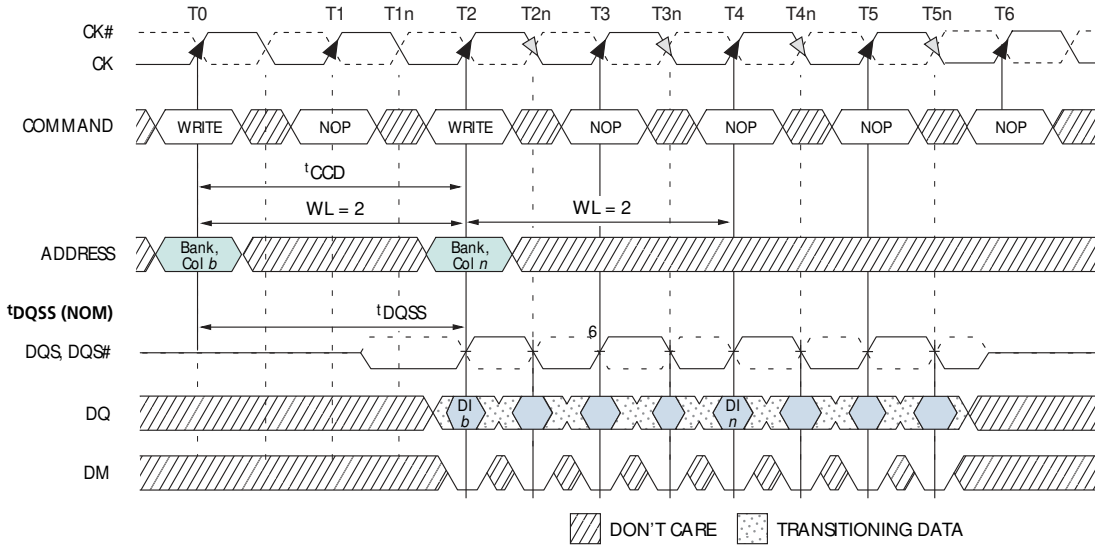 T0 T1 T1n T2 T2n T3 T3n T4 T4n T5 T5n T6
CK#
CK
COMMAND WRITE NOP WRITE NOP NOP NOP NOP
tCCD
WL = 2 WL = 2
ADDRESS Bank, Col b Bank, Col n
tDQSS (NOM)
tDQSS
6
DQS, DQS#
DQ DI b DI n
DM
DON'T CARE TRANSITIONING DATA